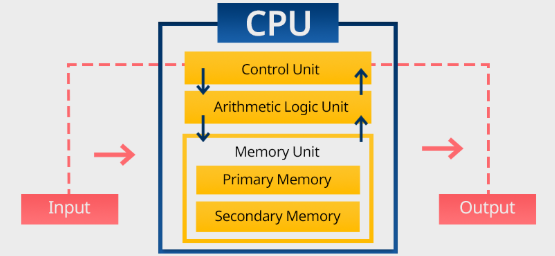 CPU
Control Unit
Arithmetic Logic Unit
Memory Unit
Primary Memory
Secondary Memory
Input
Output